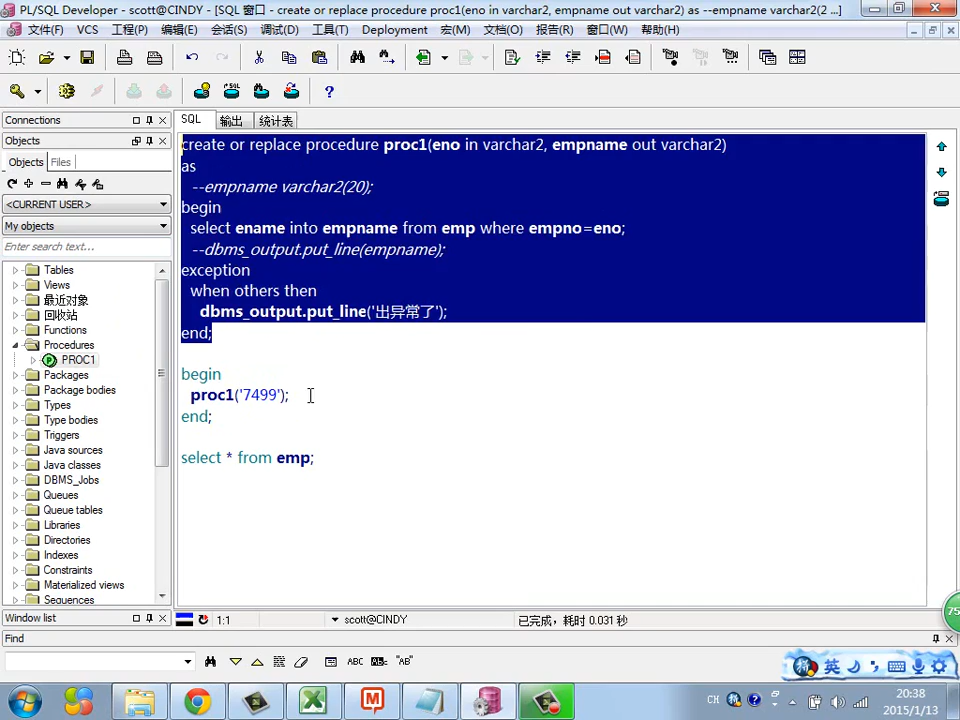 PL/SQL Developer - scott@CINDY - [SQL 窗口 - create or replace procedure proc1(eno in varchar2, empname out varchar2) as --empname varchar2(2 ...]
文件(F) VCS 工程(P) 编辑(E) 会话(S) 调试(D) 工具(T) Deployment 宏(M) 文档(O) 报告(R) 窗口(W) 帮助(H)
Connections
Objects
Objects Files
<CURRENT USER>
My objects
Enter search text...
Tables
Views
最近对象
回收站
Functions
Procedures
PROC1
Packages
Package bodies
Types
Type bodies
Triggers
Java sources
Java classes
DBMS_Jobs
Queues
Queue tables
Libraries
Directories
Indexes
Constraints
Materialized views
Sequences
Window list
SQL 输出 统计表
create or replace procedure proc1(eno in varchar2, empname out varchar2)
as
--empname varchar2(20);
begin
select ename into empname from emp where empno=eno;
--dbms_output.put_line(empname);
exception
when others then
dbms_output.put_line('出异常了');
end;
begin
proc1('7499');
end;
select * from emp;
1:1 scott@CINDY 已完成，耗时 0.031 秒
75
Find
ABC "AB"
英
CH
20:38
2015/1/13